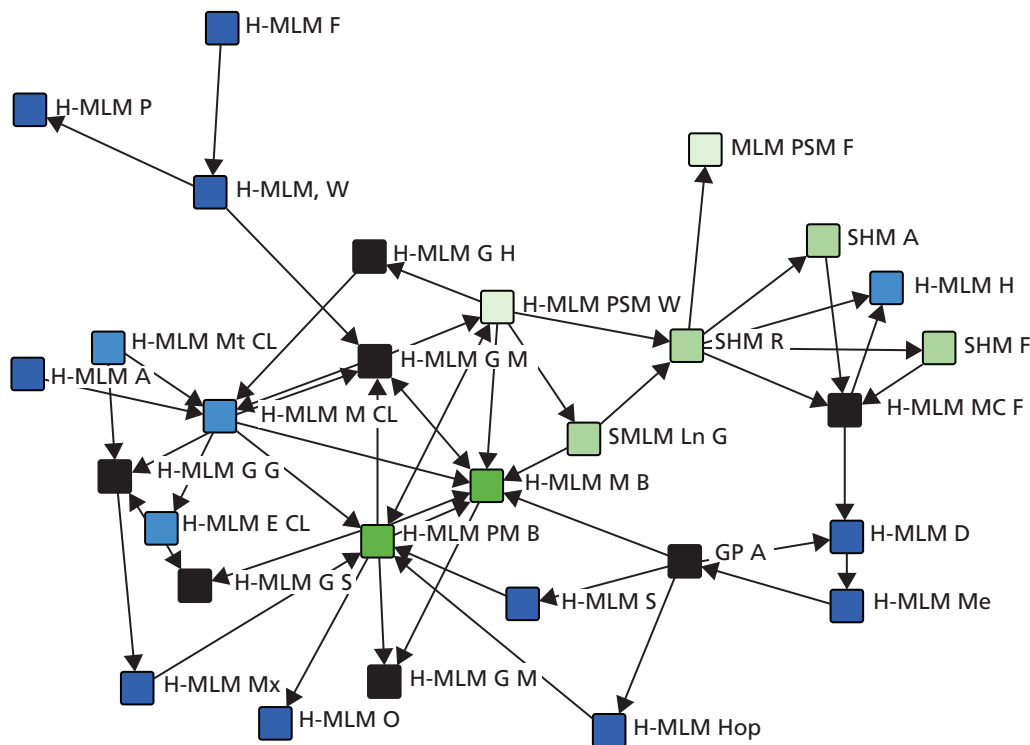 H-MLM F
H-MLM P
MLM PSM F
H-MLM, W
SHM A
H-MLM G H
H-MLM H
H-MLM PSM W
H-MLM Mt CL
SHM R
SHM F
H-MLM G M
H-MLM A
H-MLM M CL
H-MLM MC F
SMLM Ln G
H-MLM G G
H-MLM M B
H-MLM E CL
H-MLM PM B
H-MLM D
GP A
H-MLM G S
H-MLM S
H-MLM Me
H-MLM Mx
H-MLM G M
H-MLM O
H-MLM Hop